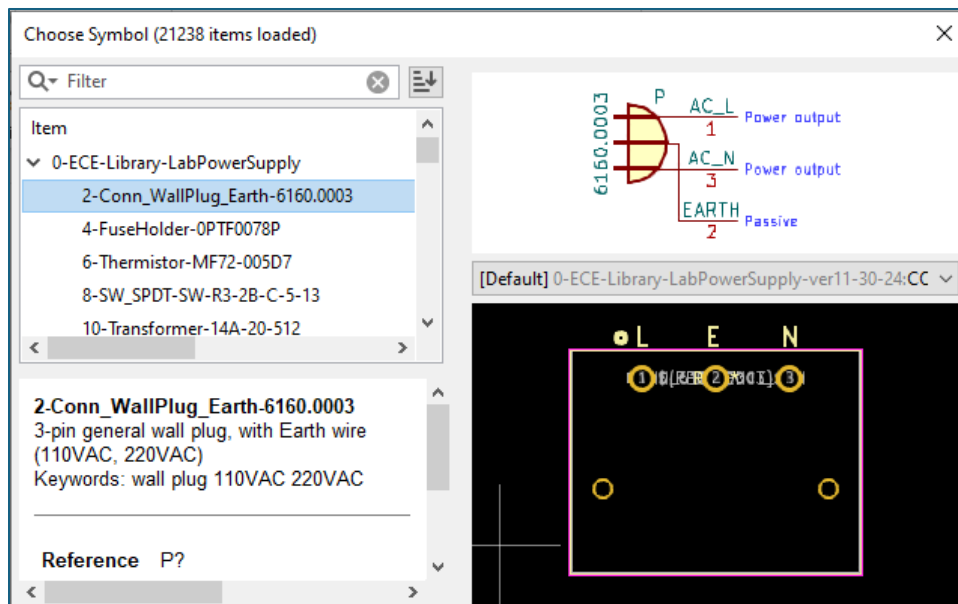 Choose Symbol (21238 items loaded)
Filter
Item
0-ECE-Library-LabPowerSupply
2-Conn_WallPlug_Earth-6160.0003
4-FuseHolder-0PTF0078P
6-Thermistor-MF72-005D7
8-SW_SPDT-SW-R3-2B-C-5-13
10-Transformer-14A-20-512
2-Conn_WallPlug_Earth-6160.0003
3-pin general wall plug, with Earth wire
(110VAC, 220VAC)
Keywords: wall plug 110VAC 220VAC
Reference P?
6160.0003
P
AC_L
1
Power output
AC_N
3
Power output
EARTH
2
Passive
[Default] 0-ECE-Library-LabPowerSupply-ver11-30-24:CC
L E N
1 2 3